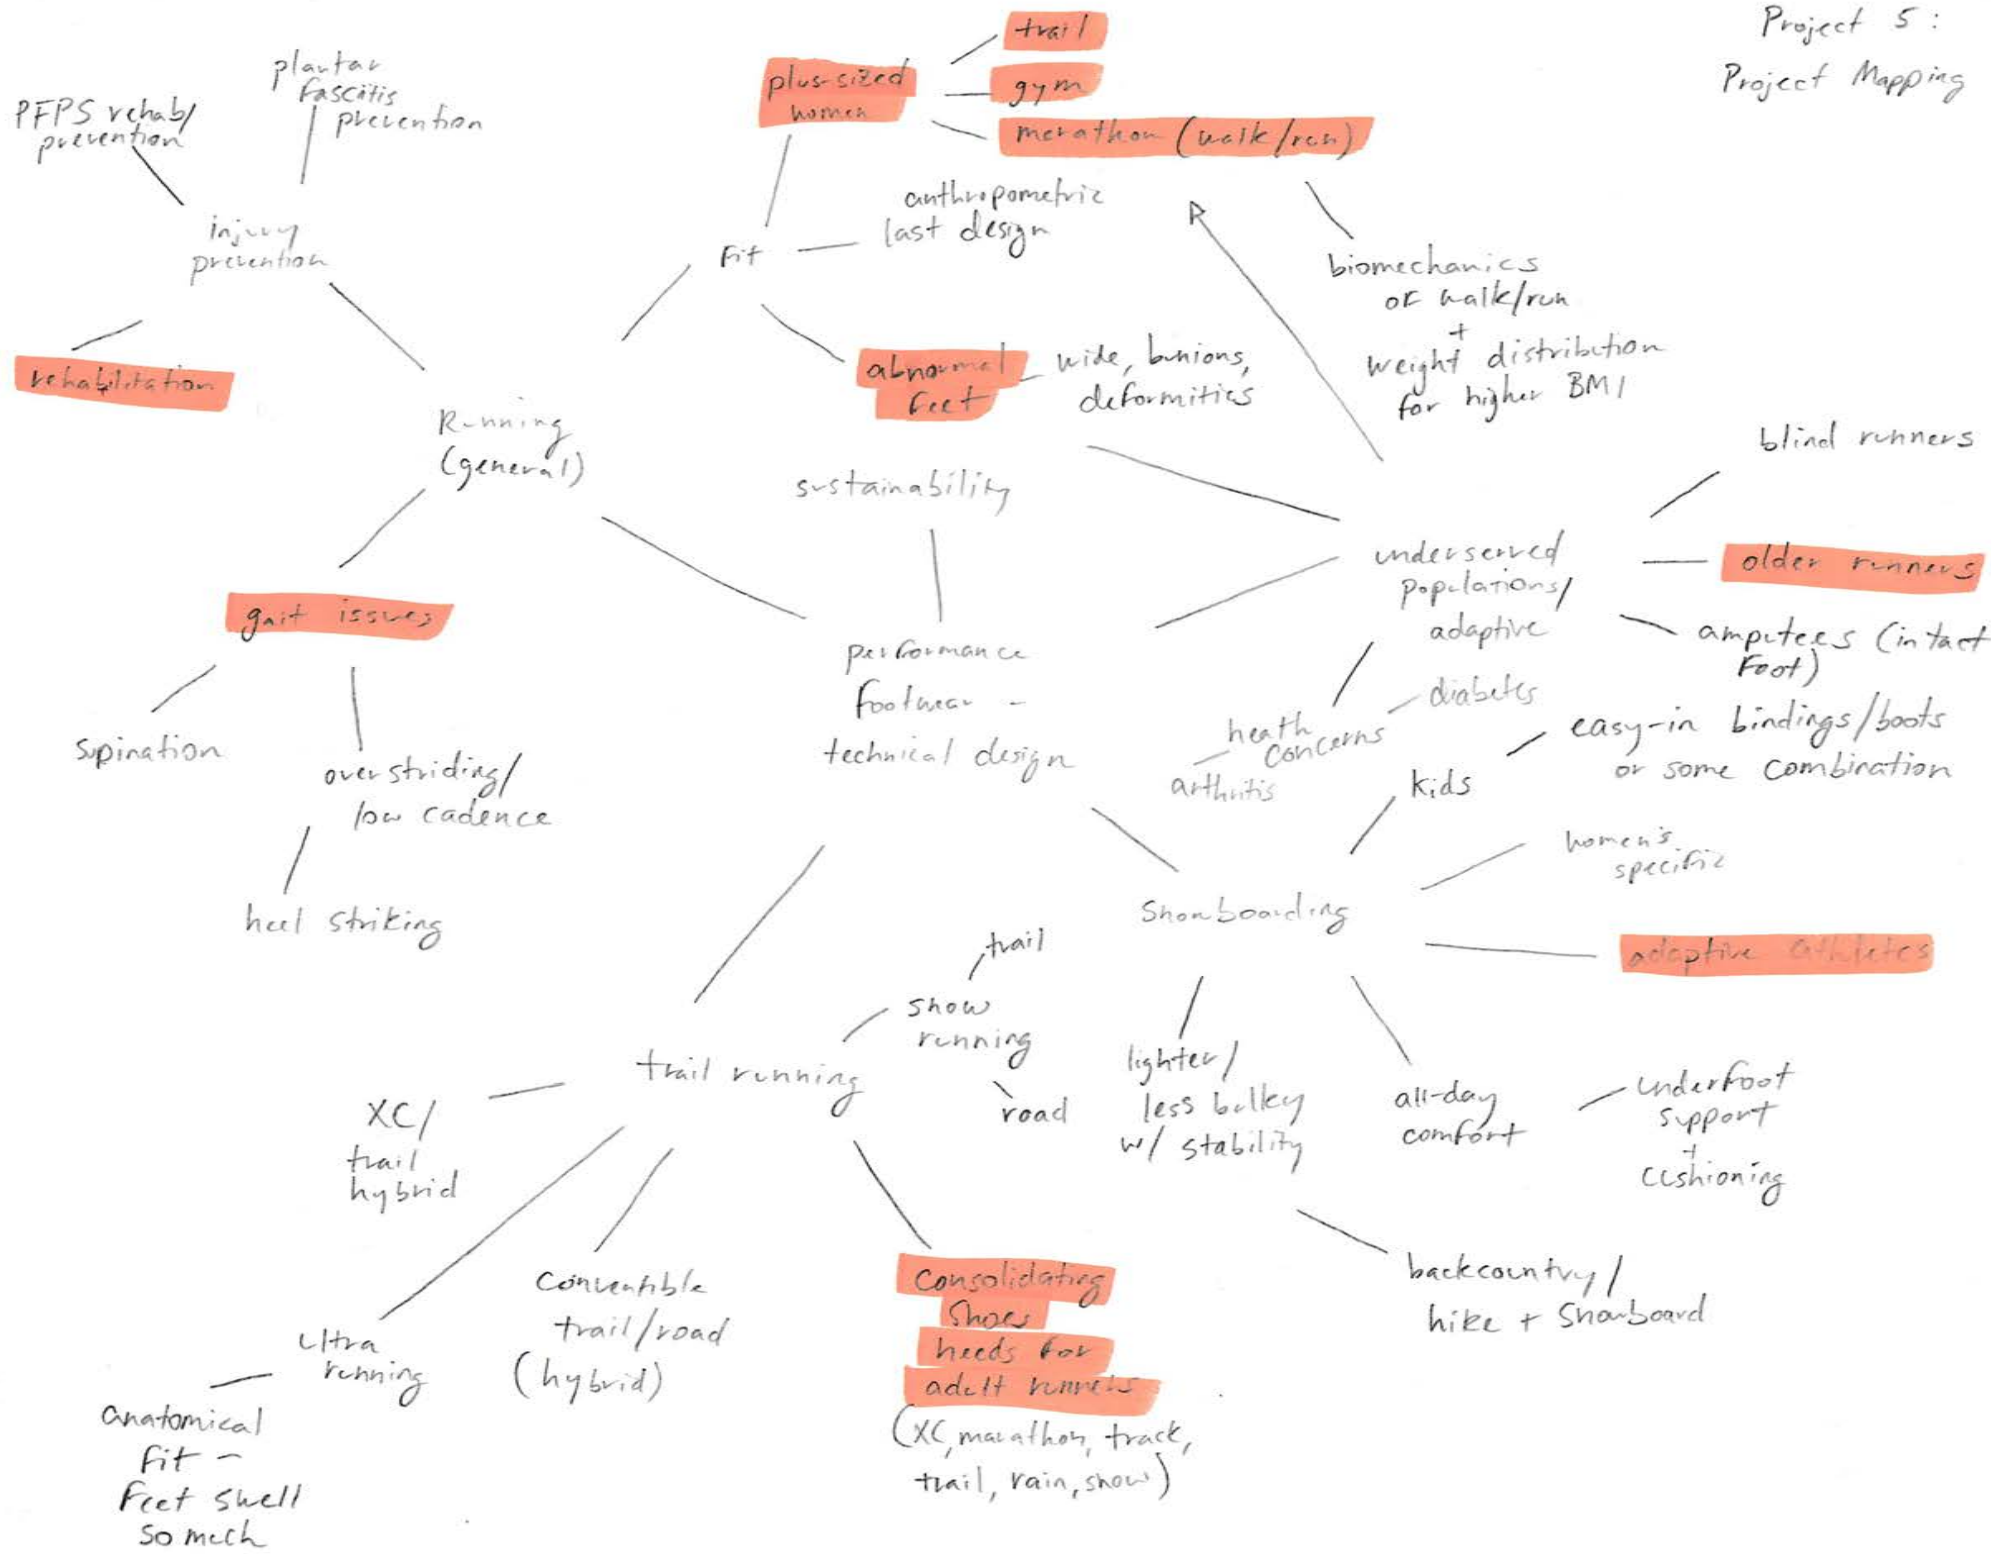 Project 5:
Project Mapping
trail
plus-sized
women
gym
marathon (walk/run)
plantar
fascitis
prevention
PFPS rehab/
prevention
injury
prevention
rehabilitation
anthropometric
last design
Fit
biomechanics
of walk/run
+
weight distribution
for higher BMI
abnormal
feet
wide, bunions,
deformities
Running
(general)
sustainability
blind runners
underserved
populations/
adaptive
older runners
amputees (intact
foot)
gait issues
supination
overstriding/
low cadence
heel striking
performance
footwear -
technical design
heath
concerns
diabetes
arthritis
kids
easy-in bindings/boots
or some combination
women's
specific
Snowboarding
adaptive athletes
trail
snow
running
road
trail running
XC/
trail
hybrid
lighter/
less bulky
w/ stability
all-day
comfort
underfoot
support
+
cushioning
backcountry/
hike + snowboard
Convertible
trail/road
(hybrid)
Consolidating
shoes
needs for
adult runners
(XC, marathon, track,
trail, rain, snow)
Ultra
running
anatomical
fit -
feet swell
so much